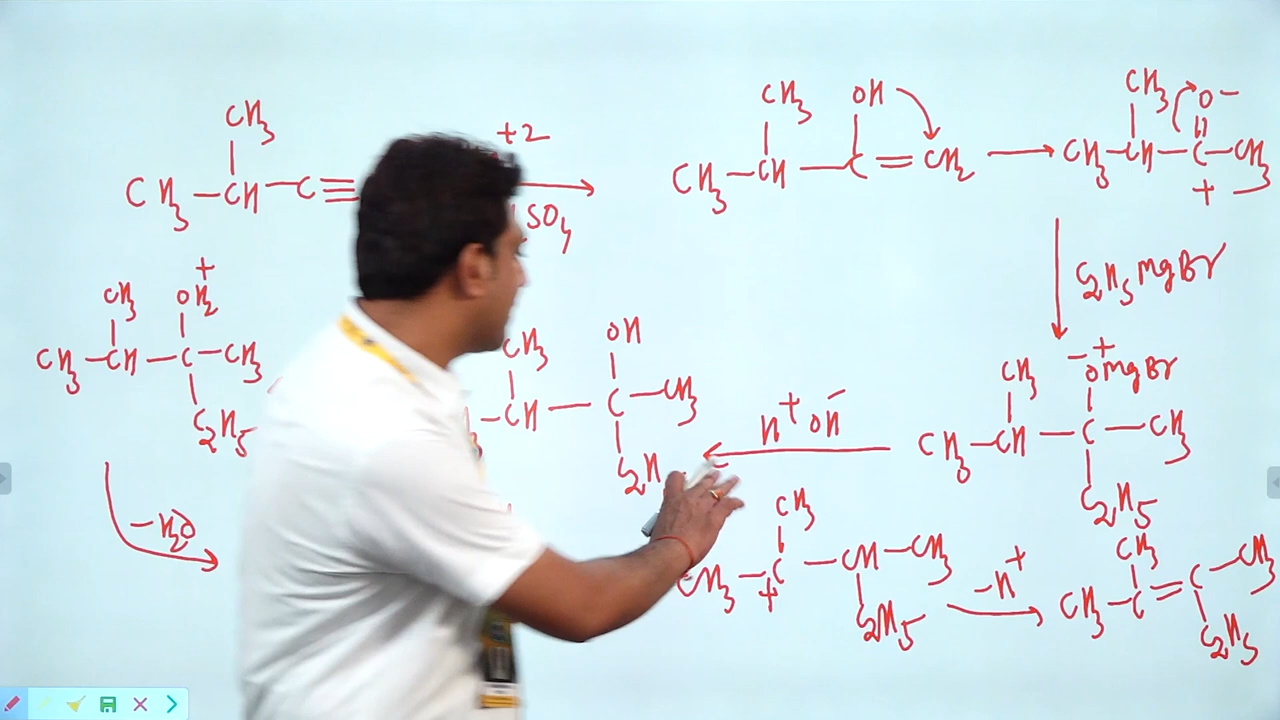 CH3 CH3 OH CH3 O-
CH3-CH-C≡ +2 SO4 → CH3-CH-C=CH2 → CH3-CH-C-CH3
+
C2H5MgBr
CH3 OH2+
CH3-CH-C-CH3
C2H5
-H2O
CH3 OH
-CH-C-CH3
C2H
H+ OH-
CH3 -+ OMgBr
CH3-CH-C-CH3
C2H5
CH3
CH3-C-CH-CH3
+
C2H5
-H+
CH3 CH3
CH3-C=C
C2H5